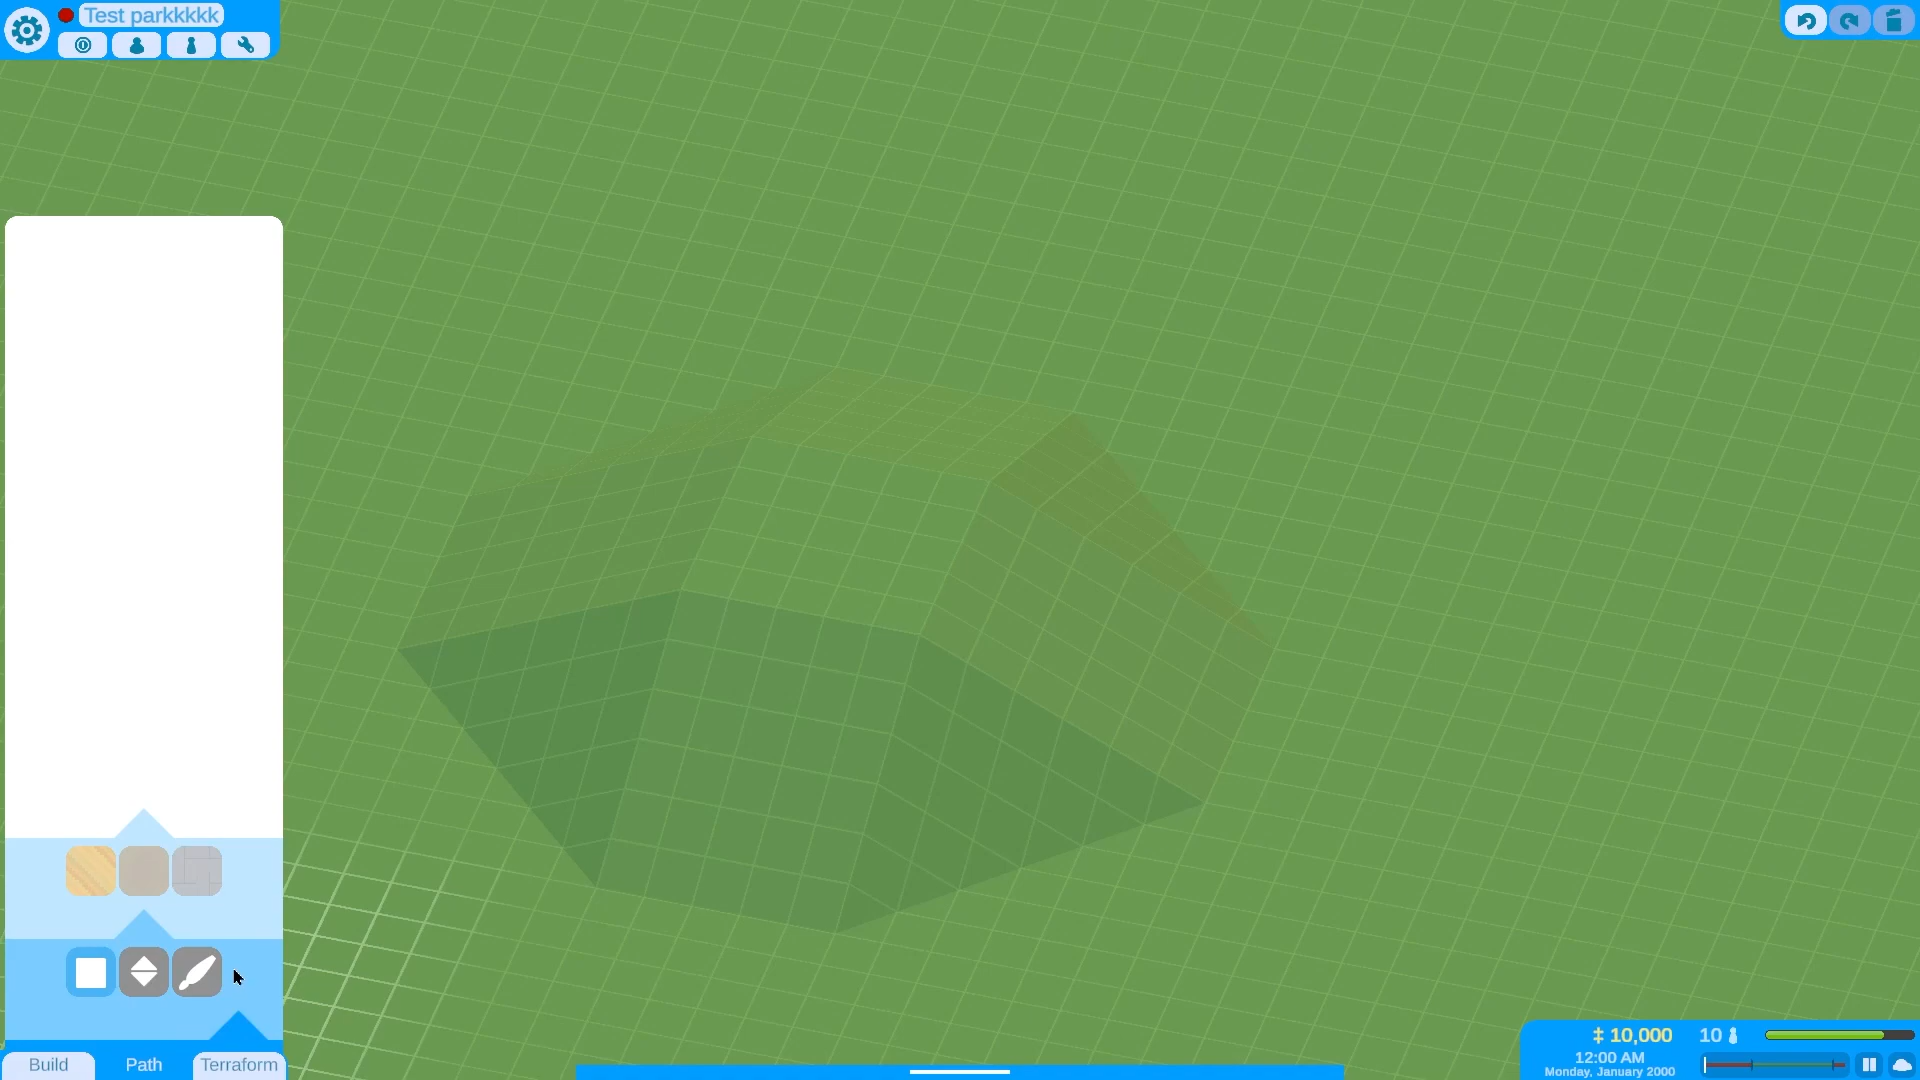 Test parkkkkk
‡ 10,000
10
12:00 AM
Monday, January 2000
Build
Path
Terraform